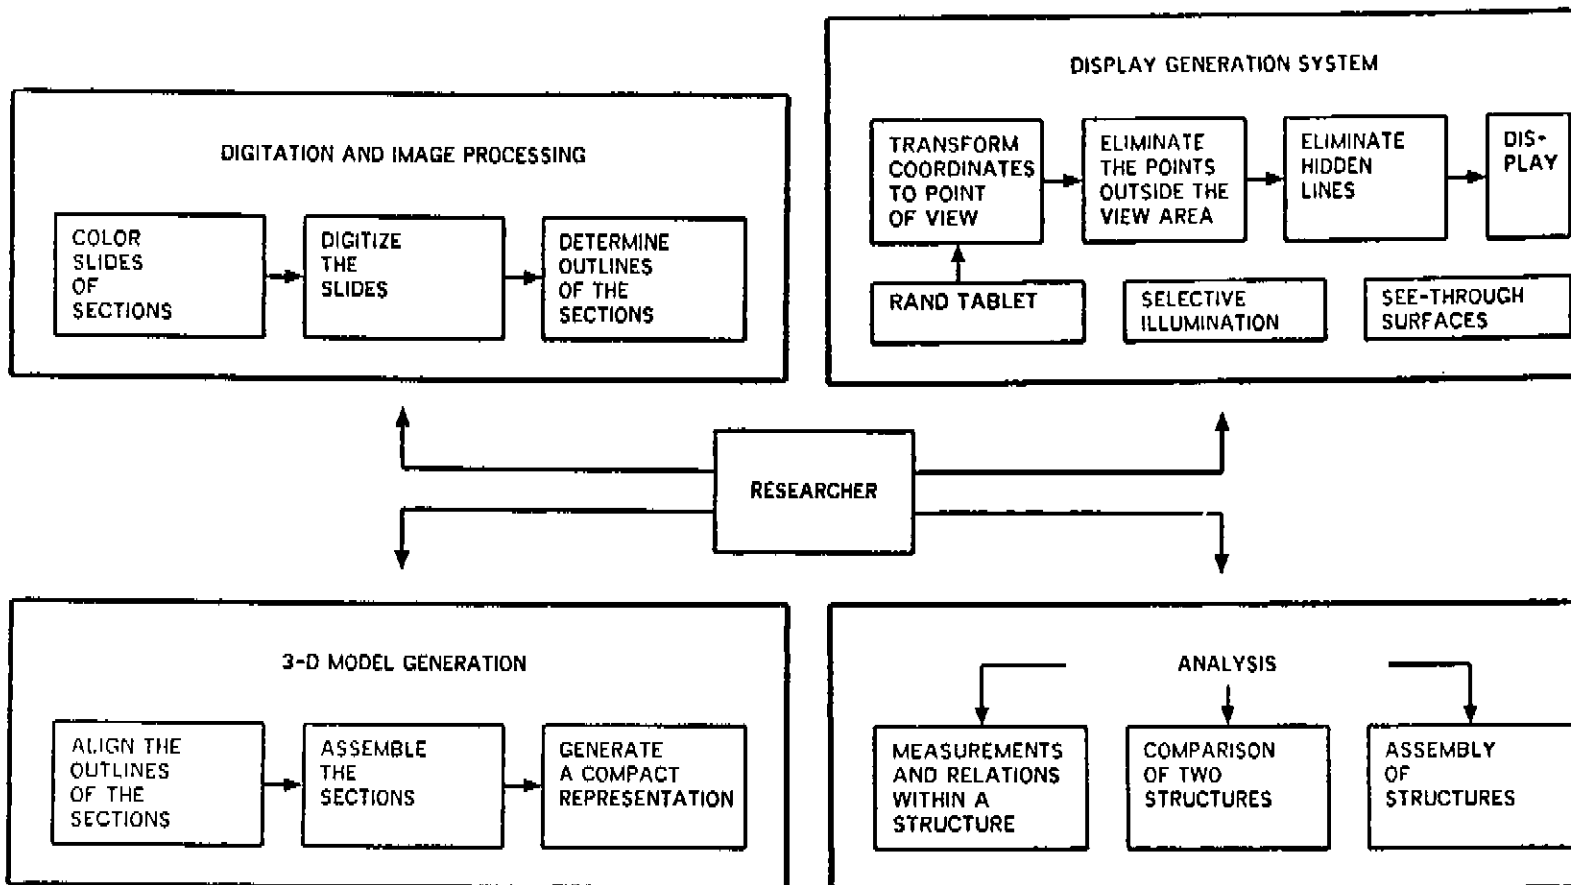 DIGITATION AND IMAGE PROCESSING
COLOR
SLIDES
OF
SECTIONS
DIGITIZE
THE
SLIDES
DETERMINE
OUTLINES
OF THE
SECTIONS
DISPLAY GENERATION SYSTEM
TRANSFORM
COORDINATES
TO POINT
OF VIEW
ELIMINATE
THE POINTS
OUTSIDE THE
VIEW AREA
ELIMINATE
HIDDEN
LINES
DIS-
PLAY
RAND TABLET
SELECTIVE
ILLUMINATION
SEE-THROUGH
SURFACES
RESEARCHER
3-D MODEL GENERATION
ALIGN THE
OUTLINES
OF THE
SECTIONS
ASSEMBLE
THE
SECTIONS
GENERATE
A COMPACT
REPRESENTATION
ANALYSIS
MEASUREMENTS
AND RELATIONS
WITHIN A
STRUCTURE
COMPARISON
OF TWO
STRUCTURES
ASSEMBLY
OF
STRUCTURES